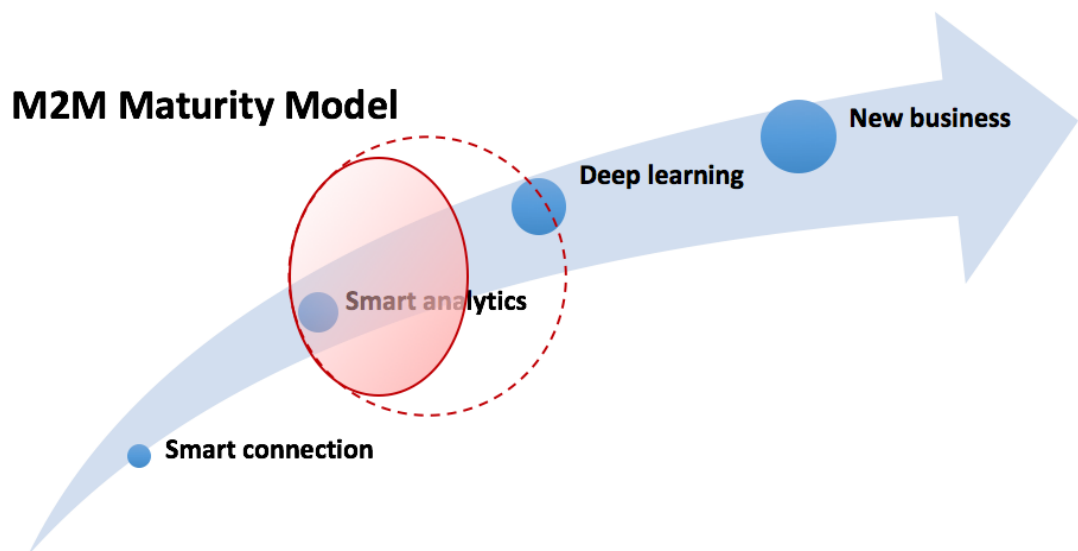 M2M Maturity Model
New business
Deep learning
Smart analytics
Smart connection